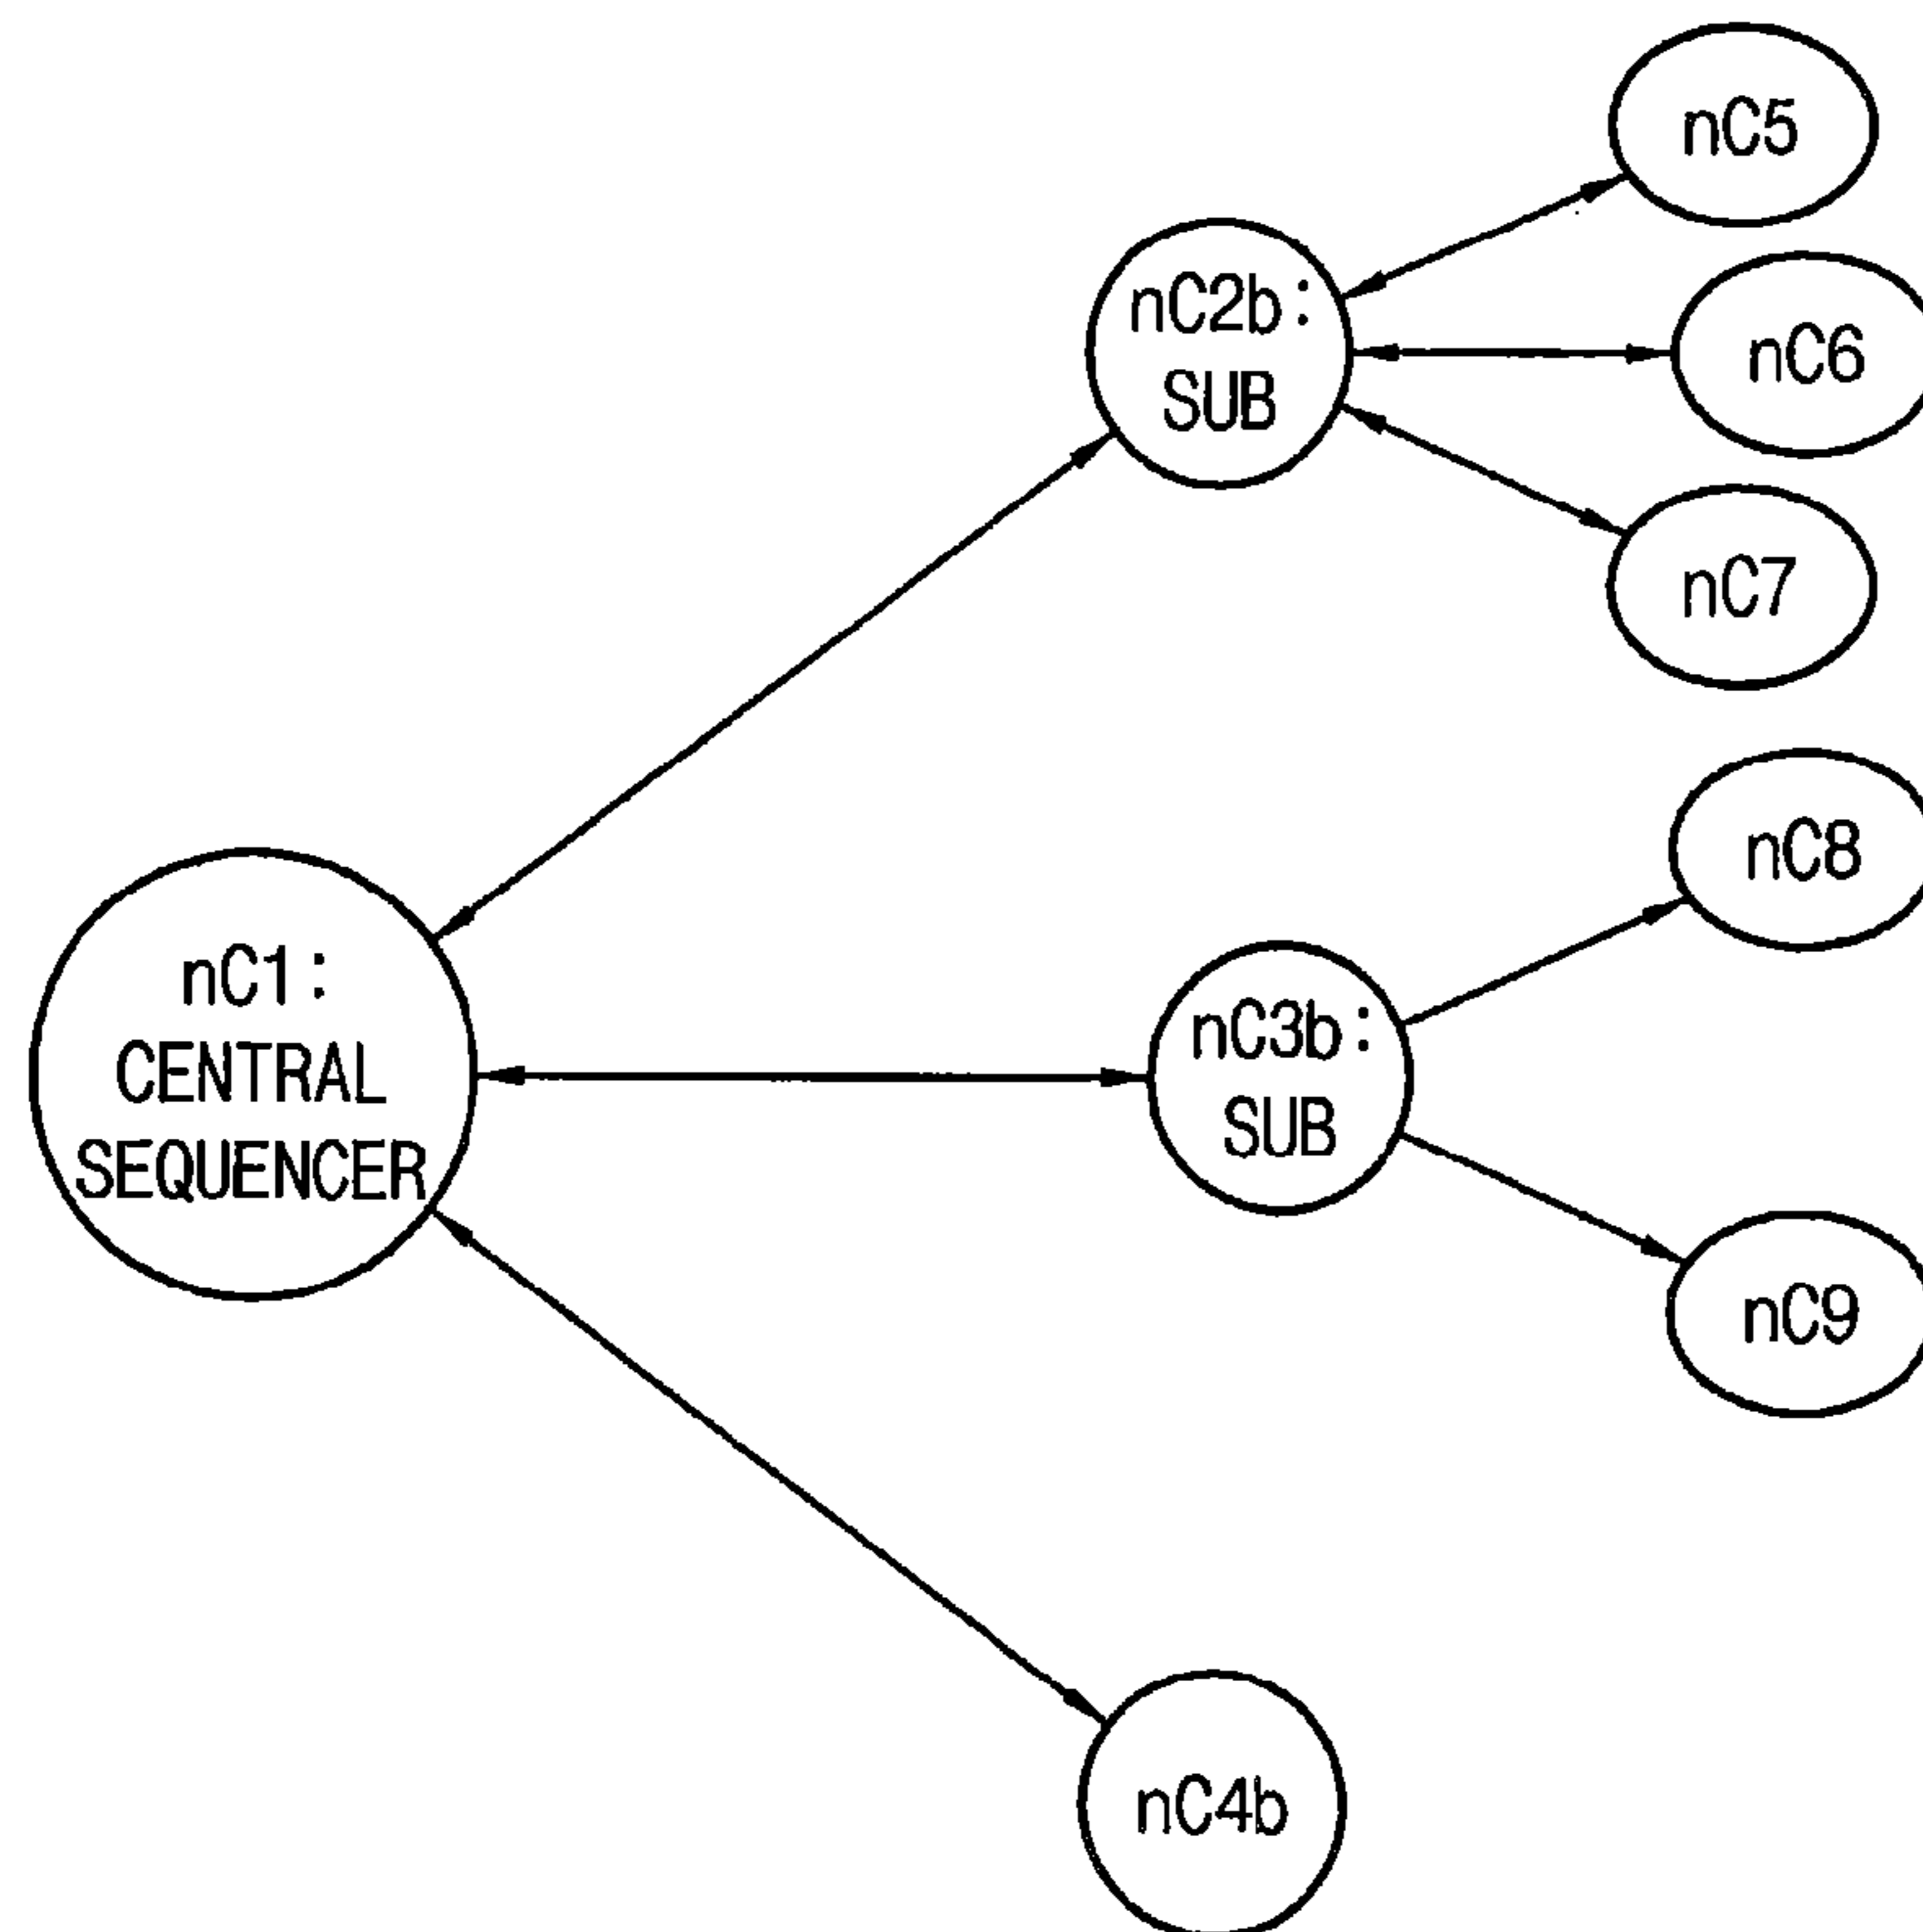 nC5
nC2b:
SUB
nC6
nC7
nC8
nC1:
CENTRAL
SEQUENCER
nC3b:
SUB
nC9
nC4b